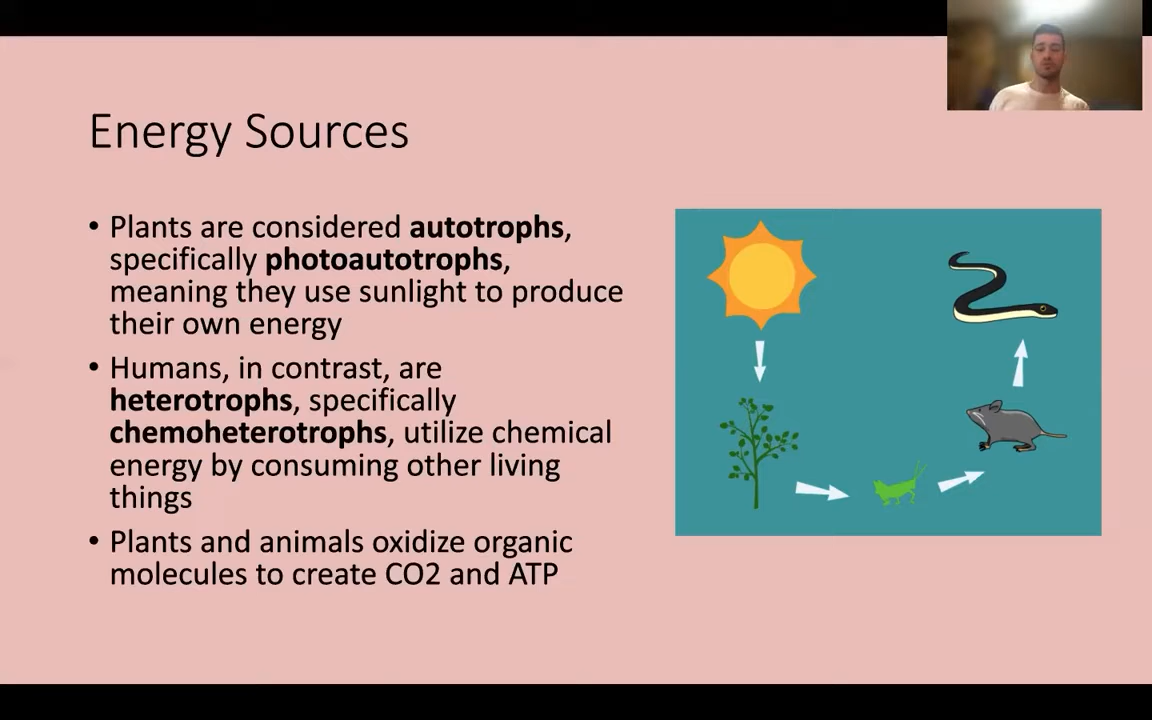 Energy Sources
• Plants are considered autotrophs,
specifically photoautotrophs,
meaning they use sunlight to produce
their own energy
• Humans, in contrast, are
heterotrophs, specifically
chemoheterotrophs, utilize chemical
energy by consuming other living
things
• Plants and animals oxidize organic
molecules to create CO2 and ATP